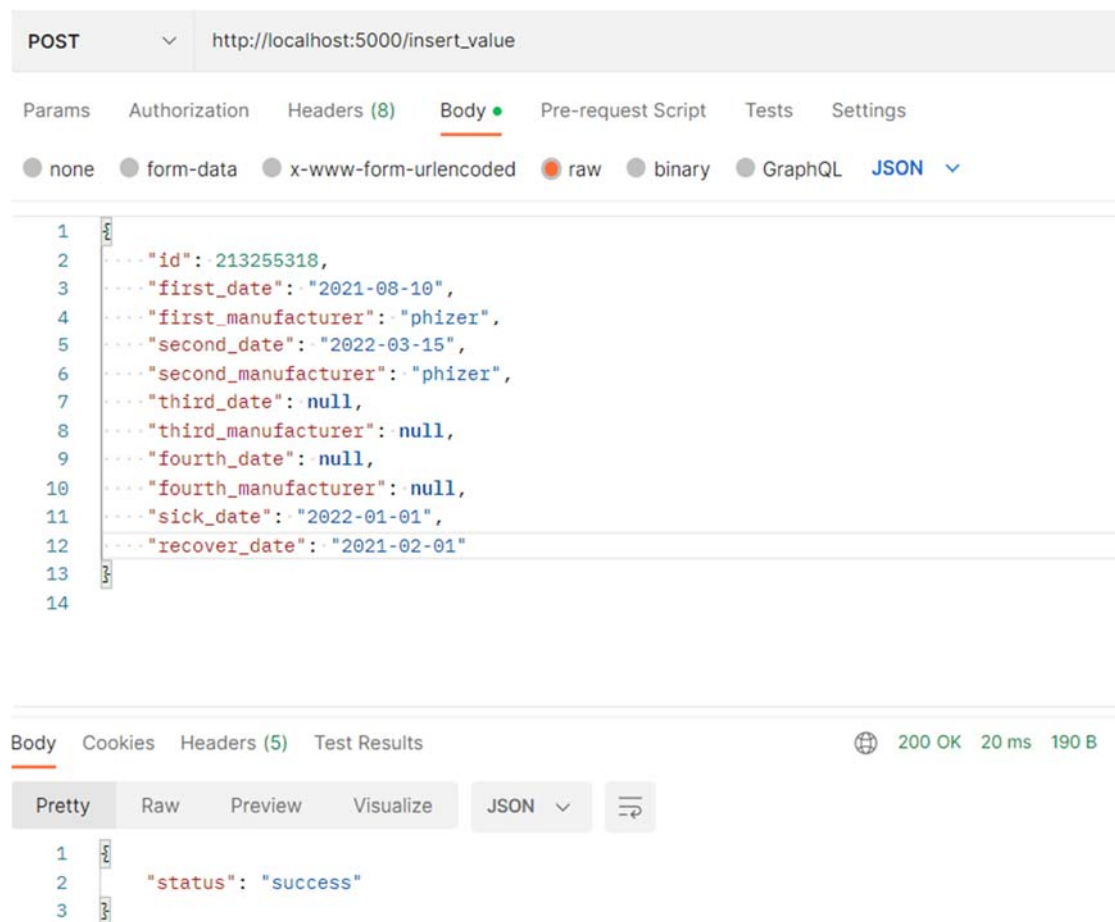 POST http://localhost:5000/insert_value
Params Authorization Headers (8) Body Pre-request Script Tests Settings
none form-data x-www-form-urlencoded raw binary GraphQL JSON
1 {
2 "id": 213255318,
3 "first_date": "2021-08-10",
4 "first_manufacturer": "phizer",
5 "second_date": "2022-03-15",
6 "second_manufacturer": "phizer",
7 "third_date": null,
8 "third_manufacturer": null,
9 "fourth_date": null,
10 "fourth_manufacturer": null,
11 "sick_date": "2022-01-01",
12 "recover_date": "2021-02-01"
13 }
14
Body Cookies Headers (5) Test Results 200 OK 20 ms 190 B
Pretty Raw Preview Visualize JSON
1 {
2 "status": "success"
3 }